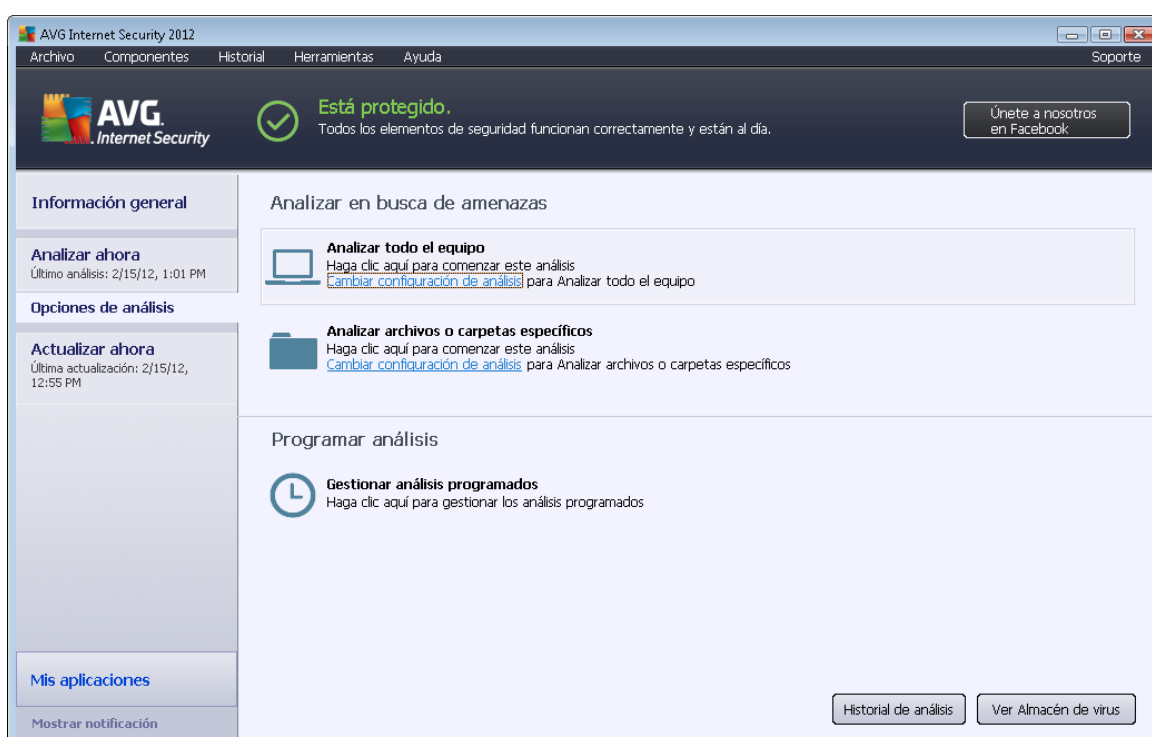 AVG Internet Security 2012
Archivo Componentes Historial Herramientas Ayuda Soporte
AVG.
Internet Security
Está protegido.
Todos los elementos de seguridad funcionan correctamente y están al día.
Únete a nosotros
en Facebook
Información general
Analizar ahora
Último análisis: 2/15/12, 1:01 PM
Opciones de análisis
Actualizar ahora
Última actualización: 2/15/12,
12:55 PM
Analizar en busca de amenazas
Analizar todo el equipo
Haga clic aquí para comenzar este análisis
Cambiar configuración de análisis para Analizar todo el equipo
Analizar archivos o carpetas específicos
Haga clic aquí para comenzar este análisis
Cambiar configuración de análisis para Analizar archivos o carpetas específicos
Programar análisis
Gestionar análisis programados
Haga clic aquí para gestionar los análisis programados
Mis aplicaciones
Mostrar notificación
Historial de análisis
Ver Almacén de virus